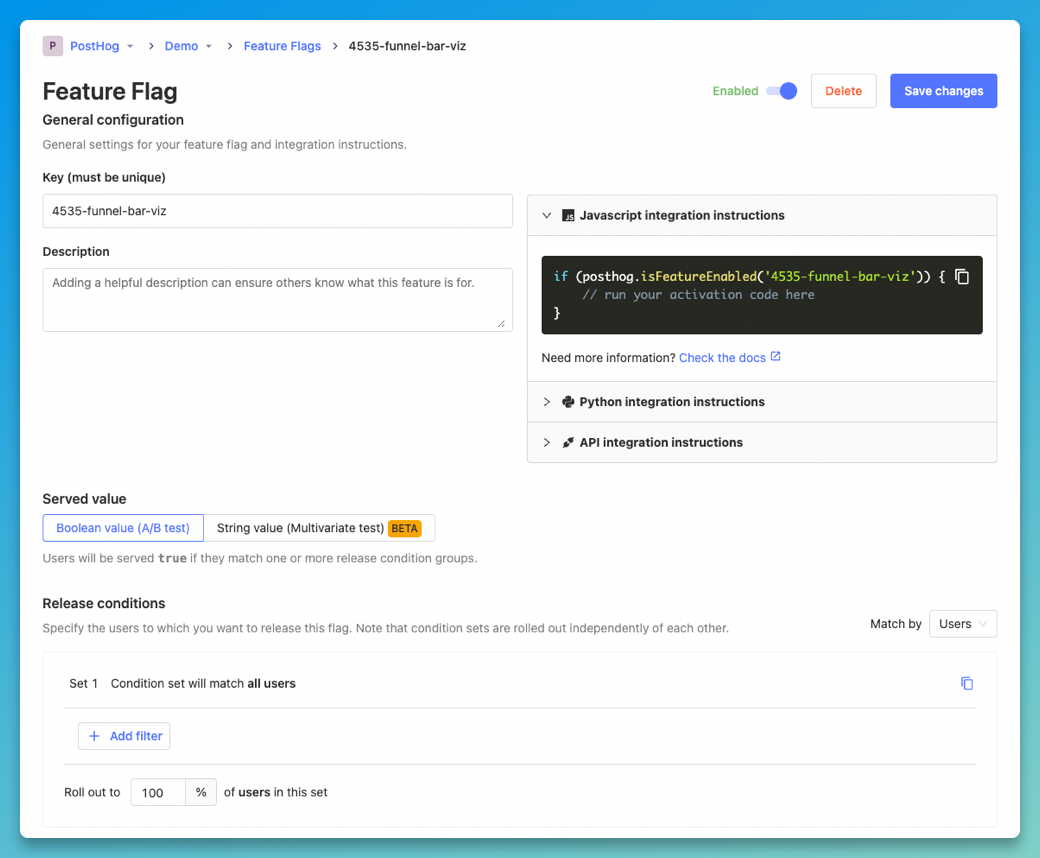 P PostHog > Demo > Feature Flags > 4535-funnel-bar-viz
Feature Flag
Enabled Delete Save changes
General configuration
General settings for your feature flag and integration instructions.
Key (must be unique)
4535-funnel-bar-viz
Description
Adding a helpful description can ensure others know what this feature is for.
JS Javascript integration instructions
if (posthog.isFeatureEnabled('4535-funnel-bar-viz')) {
// run your activation code here
}
Need more information? Check the docs
Python integration instructions
API integration instructions
Served value
Boolean value (A/B test) String value (Multivariate test) BETA
Users will be served true if they match one or more release condition groups.
Release conditions
Specify the users to which you want to release this flag. Note that condition sets are rolled out independently of each other.
Match by Users
Set 1 Condition set will match all users
+ Add filter
Roll out to 100 % of users in this set